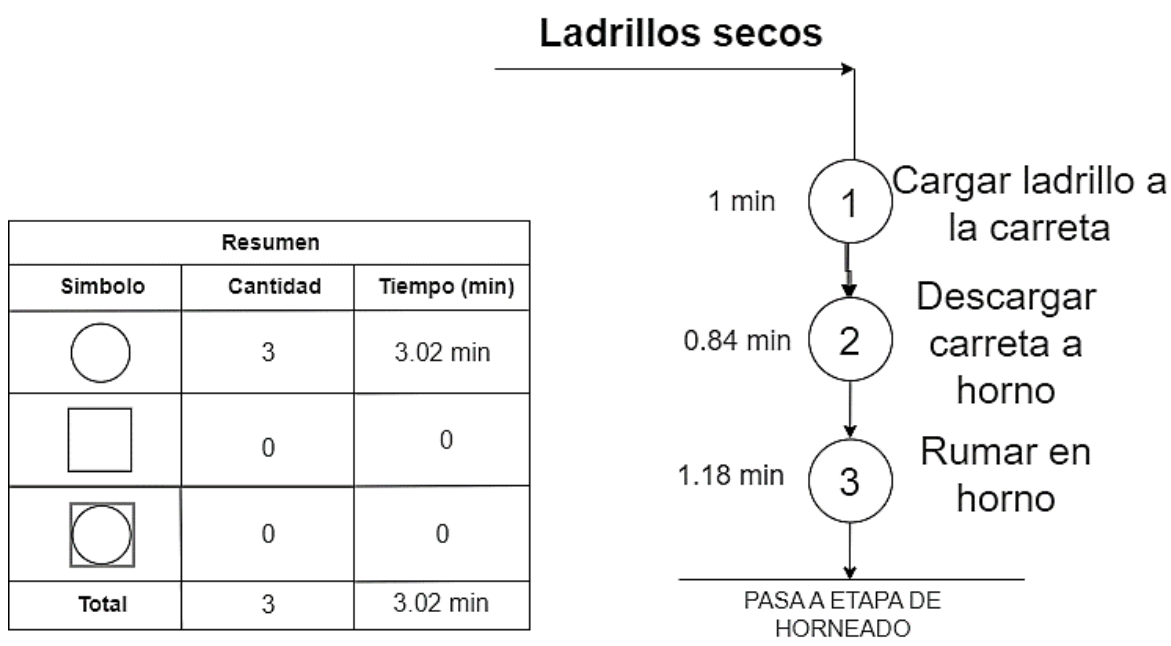 Ladrillos secos
1 min
1
Cargar ladrillo a
la carreta
0.84 min
2
Descargar
carreta a
horno
1.18 min
3
Rumar en
horno
PASA A ETAPA DE
HORNEADO
Resumen
Simbolo Cantidad Tiempo (min)
3 3.02 min
0 0
0 0
Total 3 3.02 min